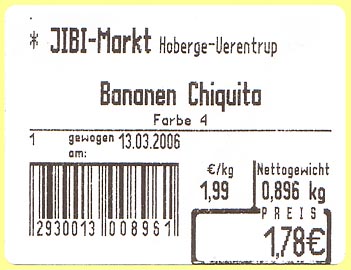 * JIBI-Markt Hoberge-Uerentrup
Bananen Chiquita
Farbe 4
1 gewogen am: 13.03.2006
€/kg Nettogewicht
1,99 0,896 kg
PREIS
1,78€
2930013 008961